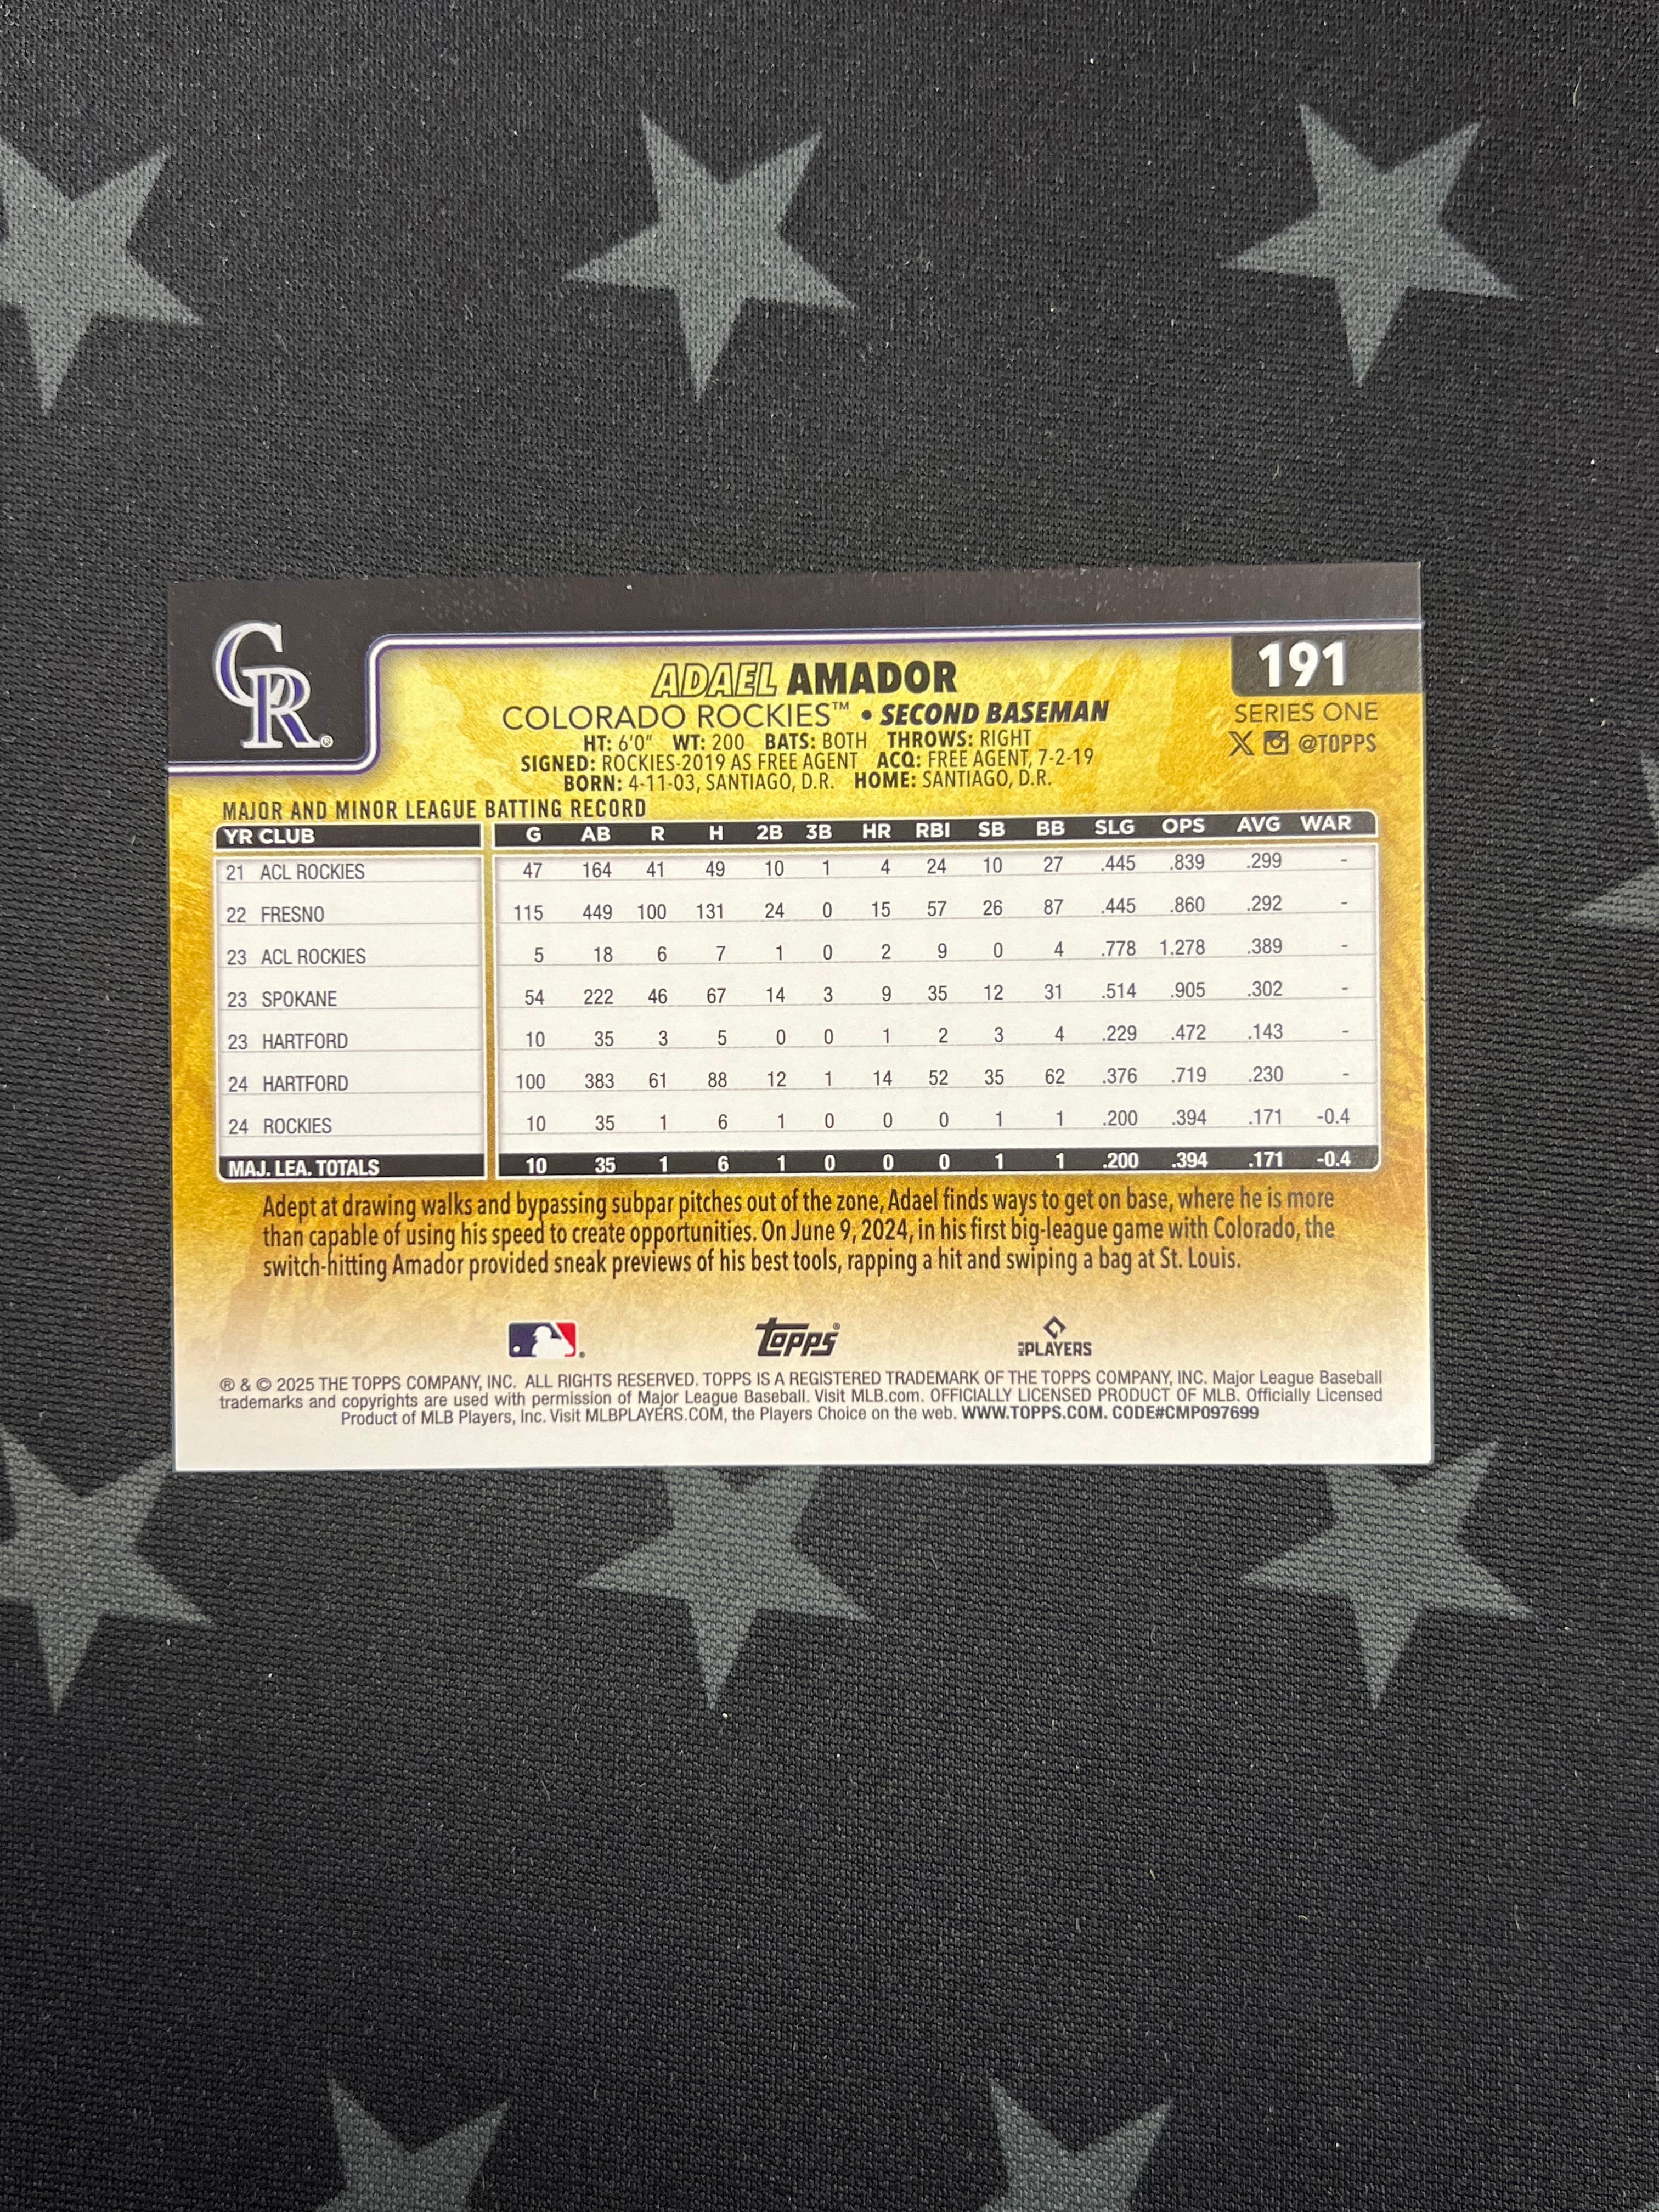 CR®
191
ADAEL AMADOR
COLORADO ROCKIES™ • SECOND BASEMAN
SERIES ONE
HT: 6'0" WT: 200 BATS: BOTH THROWS: RIGHT
@TOPPS
SIGNED: ROCKIES-2019 AS FREE AGENT ACQ: FREE AGENT, 7-2-19
BORN: 4-11-03, SANTIAGO, D.R. HOME: SANTIAGO, D.R.
MAJOR AND MINOR LEAGUE BATTING RECORD
YR CLUB G AB R H 2B 3B HR RBI SB BB SLG OPS AVG WAR
21 ACL ROCKIES 47 164 41 49 10 1 4 24 10 27 .445 .839 .299 -
22 FRESNO 115 449 100 131 24 0 15 57 26 87 .445 .860 .292 -
23 ACL ROCKIES 5 18 6 7 1 0 2 9 0 4 .778 1.278 .389 -
23 SPOKANE 54 222 46 67 14 3 9 35 12 31 .514 .905 .302 -
23 HARTFORD 10 35 3 5 0 0 1 2 3 4 .229 .472 .143 -
24 HARTFORD 100 383 61 88 12 1 14 52 35 62 .376 .719 .230 -
24 ROCKIES 10 35 1 6 1 0 0 0 1 1 .200 .394 .171 -0.4
MAJ. LEA. TOTALS 10 35 1 6 1 0 0 0 1 1 .200 .394 .171 -0.4
Adept at drawing walks and bypassing subpar pitches out of the zone, Adael finds ways to get on base, where he is more
than capable of using his speed to create opportunities. On June 9, 2024, in his first big-league game with Colorado, the
switch-hitting Amador provided sneak previews of his best tools, rapping a hit and swiping a bag at St. Louis.
Topps® PLAYERS
® & © 2025 THE TOPPS COMPANY, INC. ALL RIGHTS RESERVED. TOPPS IS A REGISTERED TRADEMARK OF THE TOPPS COMPANY, INC. Major League Baseball
trademarks and copyrights are used with permission of Major League Baseball. Visit MLB.com. OFFICIALLY LICENSED PRODUCT OF MLB. Officially Licensed
Product of MLB Players, Inc. Visit MLBPLAYERS.COM, the Players Choice on the web. WWW.TOPPS.COM. CODE#CMP097699